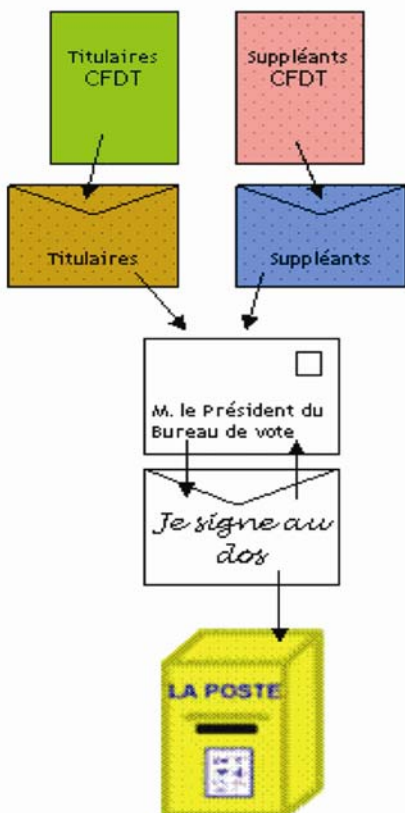 Titulaires
CFDT
Suppléants
CFDT
Titulaires
Suppléants
M. le Président du
Bureau de vote
Je signe au
dos
LA POSTE